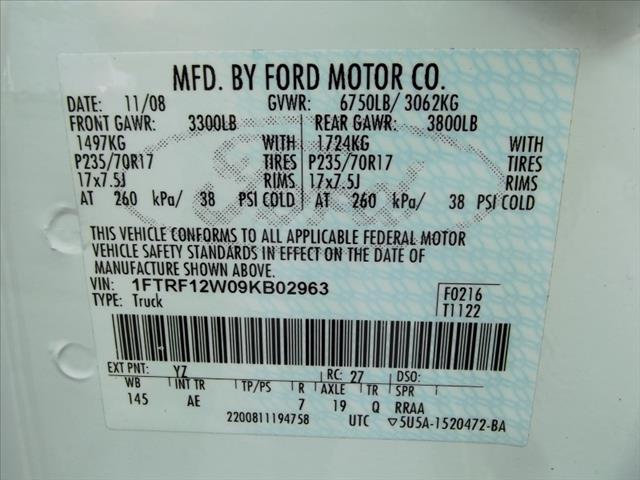 MFD. BY FORD MOTOR CO.
DATE: 11/08 GVWR: 6750LB/ 3062KG
FRONT GAWR: 3300LB REAR GAWR: 3800LB
1497KG WITH 1724KG WITH
P235/70R17 TIRES P235/70R17 TIRES
17x7.5J RIMS 17x7.5J RIMS
AT 260 kPa/ 38 PSI COLD AT 260 kPa/ 38 PSI COLD
Ford
THIS VEHICLE CONFORMS TO ALL APPLICABLE FEDERAL MOTOR
VEHICLE SAFETY STANDARDS IN EFFECT ON THE DATE OF
MANUFACTURE SHOWN ABOVE.
VIN: 1FTRF12W09KB02963 F0216
TYPE: Truck T1122
EXT PNT: YZ RC: 27 DSO:
WB INT TR TP/PS R AXLE TR SPR
145 AE 7 19 Q RRAA
2200811194758 UTC ▽5U5A-1520472-BA